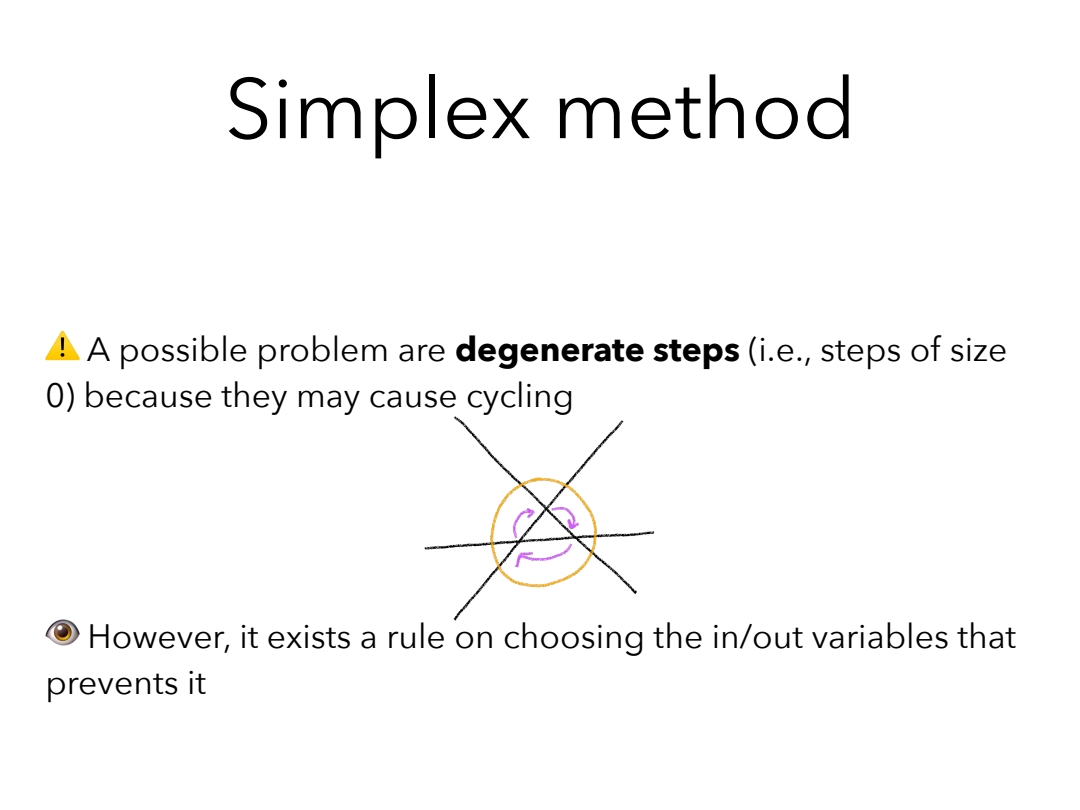 Simplex method
⚠️ A possible problem are degenerate steps (i.e., steps of size
0) because they may cause cycling
👁️ However, it exists a rule on choosing the in/out variables that
prevents it